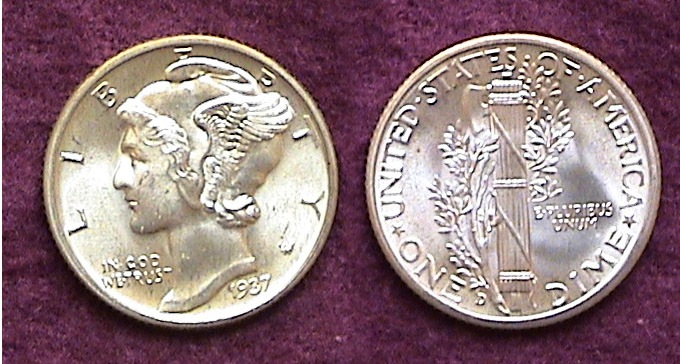 LIBERTY
IN GOD
WE TRUST
1937
UNITED·STATES·OF·AMERICA
E·PLURIBUS
UNUM
★ONE DIME★
D